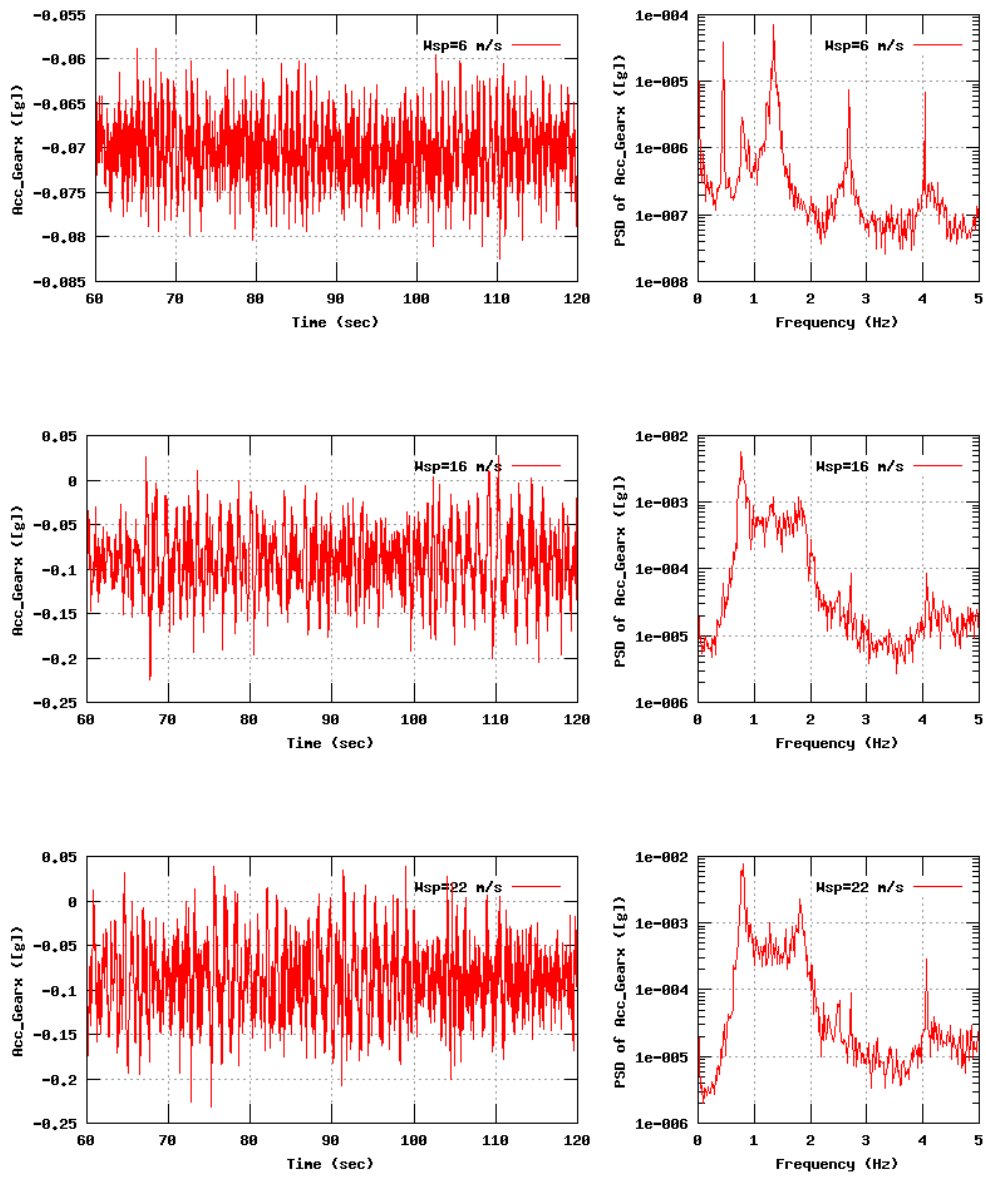 -0.055
-0.06
-0.065
-0.07
-0.075
-0.08
-0.085
60 70 80 90 100 110 120
Time (sec)
Acc_Gearx ([g])
Wsp=6 m/s
1e-004
1e-005
1e-006
1e-007
1e-008
0 1 2 3 4 5
Frequency (Hz)
PSD of Acc_Gearx ([g])
Wsp=6 m/s
0.05
0
-0.05
-0.1
-0.15
-0.2
-0.25
60 70 80 90 100 110 120
Time (sec)
Acc_Gearx ([g])
Wsp=16 m/s
1e-002
1e-003
1e-004
1e-005
1e-006
0 1 2 3 4 5
Frequency (Hz)
PSD of Acc_Gearx ([g])
Wsp=16 m/s
0.05
0
-0.05
-0.1
-0.15
-0.2
-0.25
60 70 80 90 100 110 120
Time (sec)
Acc_Gearx ([g])
Wsp=22 m/s
1e-002
1e-003
1e-004
1e-005
1e-006
0 1 2 3 4 5
Frequency (Hz)
PSD of Acc_Gearx ([g])
Wsp=22 m/s